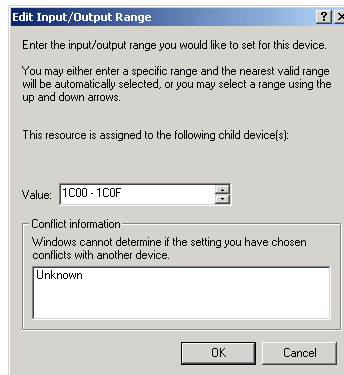 Edit Input/Output Range
Enter the input/output range you would like to set for this device.
You may either enter a specific range and the nearest valid range
will be automatically selected, or you may select a range using the
up and down arrows.
This resource is assigned to the following child device(s):
Value: 1C00 - 1C0F
Conflict information
Windows cannot determine if the setting you have chosen
conflicts with another device.
Unknown
OK Cancel